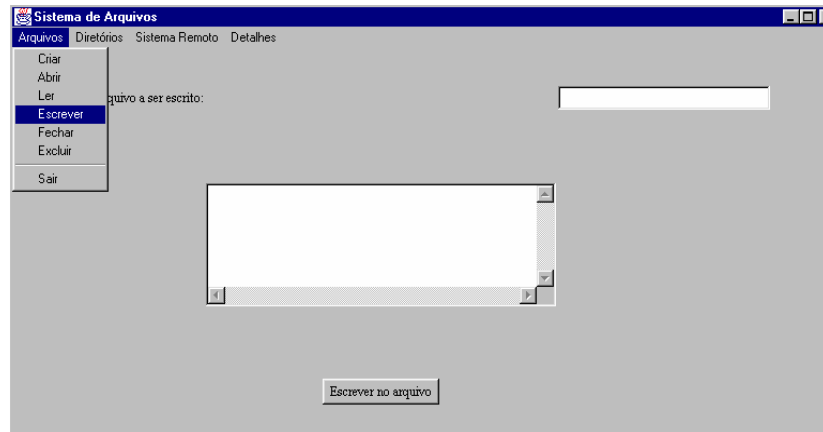 Sistema de Arquivos
Arquivos Diretórios Sistema Remoto Detalhes
Criar
Abrir
Ler
quivo a ser escrito:
Escrever
Fechar
Excluir
Sair
Escrever no arquivo